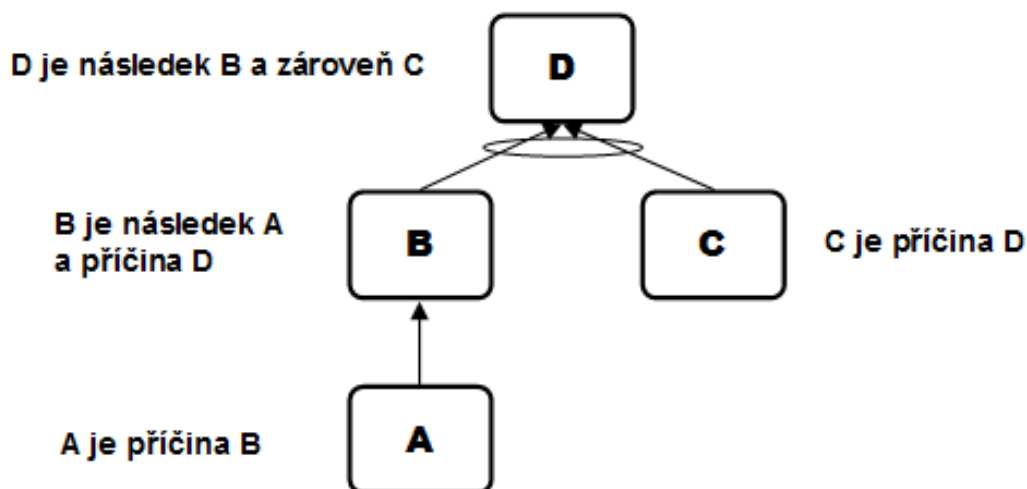 D je následek B a zároveň C
D
B je následek A
a příčina D
B
C
C je příčina D
A je příčina B
A